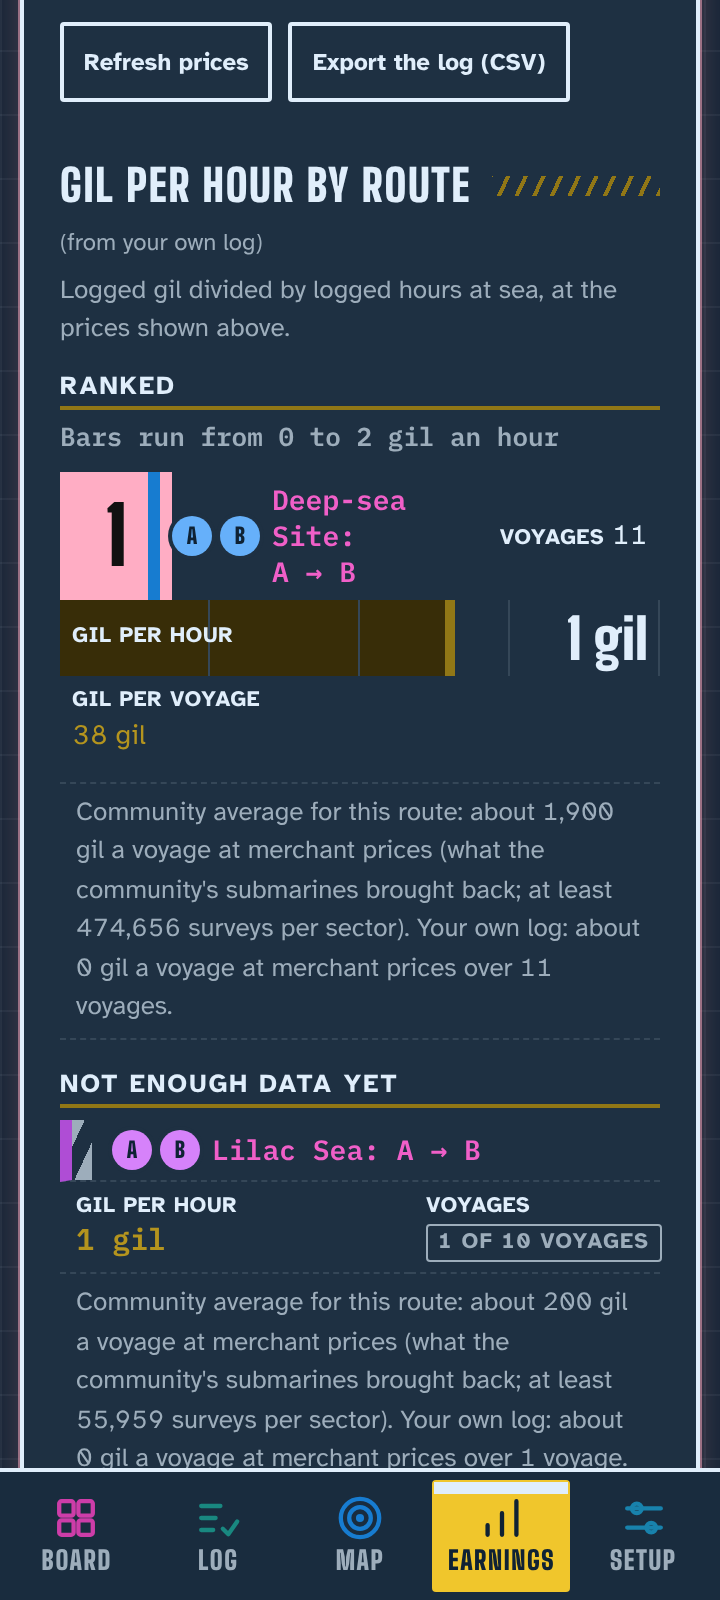 Refresh prices
Export the log (CSV)
GIL PER HOUR BY ROUTE
(from your own log)
Logged gil divided by logged hours at sea, at the
prices shown above.
RANKED
Bars run from 0 to 2 gil an hour
1
A B
Deep-sea
Site:
A → B
VOYAGES 11
GIL PER HOUR
1 gil
GIL PER VOYAGE
38 gil
Community average for this route: about 1,900
gil a voyage at merchant prices (what the
community's submarines brought back; at least
474,656 surveys per sector). Your own log: about
0 gil a voyage at merchant prices over 11
voyages.
NOT ENOUGH DATA YET
A B Lilac Sea: A → B
GIL PER HOUR
1 gil
VOYAGES
1 OF 10 VOYAGES
Community average for this route: about 200 gil
a voyage at merchant prices (what the
community's submarines brought back; at least
55,959 surveys per sector). Your own log: about
0 gil a voyage at merchant prices over 1 voyage.
BOARD
LOG
MAP
EARNINGS
SETUP